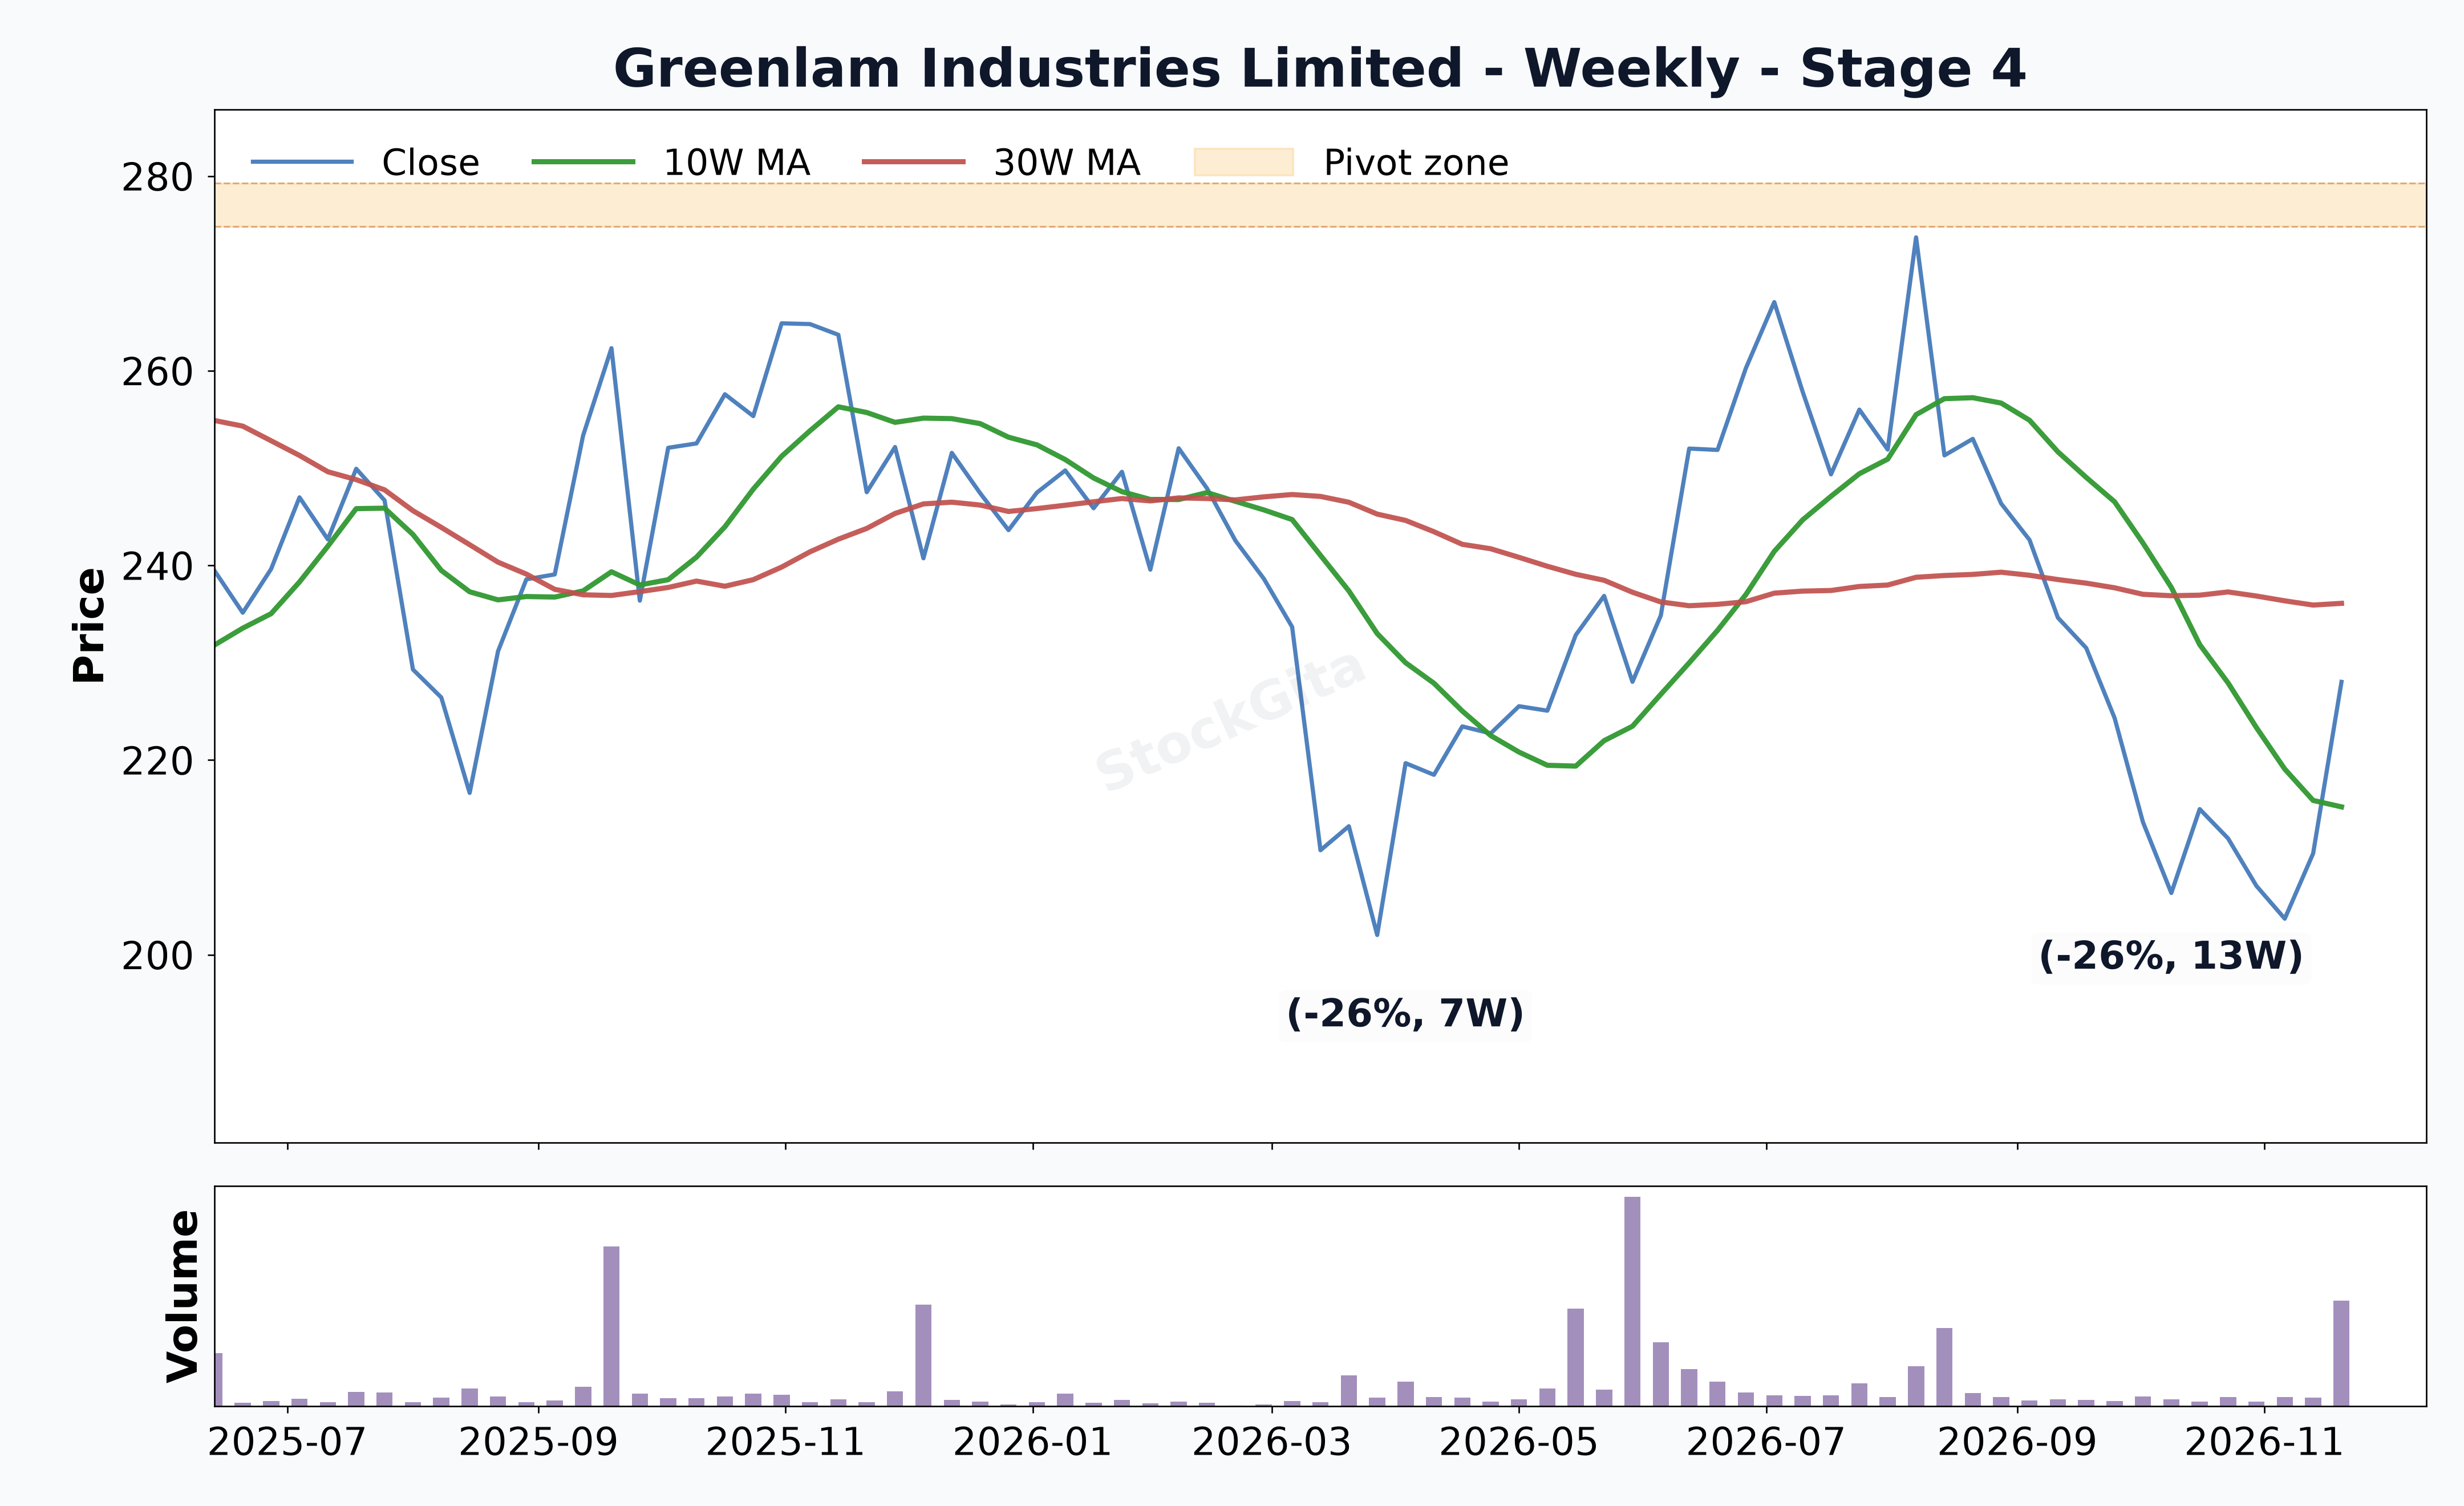 Greenlam Industries Limited - Weekly - Stage 4
Close 10W MA 30W MA Pivot zone
280
260
240
220
200
Price
StockGita
(-26%, 13W)
(-26%, 7W)
Volume
2025-07 2025-09 2025-11 2026-01 2026-03 2026-05 2026-07 2026-09 2026-11